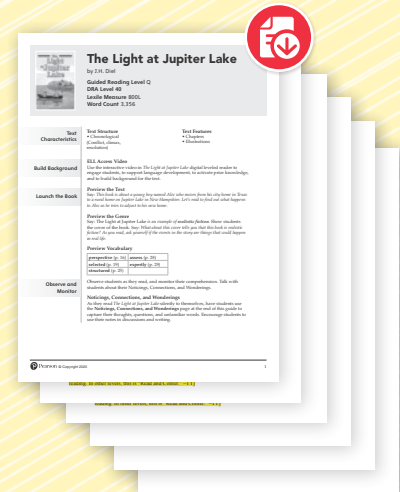 The Light
at Jupiter
Lake
The Light at Jupiter Lake
by J.H. Diel
Guided Reading Level Q
DRA Level 40
Lexile Measure 800L
Word Count 3,356
Text
Characteristics
Text Structure
• Chronological
(Conflict, climax,
resolution)
Text Features
• Chapters
• Illustrations
Build Background
ELL Access Video
Use the interactive video in The Light at Jupiter Lake digital leveled reader to
engage students, to support language development, to activate prior knowledge,
and to build background for the text.
Launch the Book
Preview the Text
Say: This book is about a young boy named Alec who moves from his city home in Texas
to a rural home on Jupiter Lake in New Hampshire. Let's read to find out what happens
to Alec as he tries to adjust to his new home.
Preview the Genre
Say: The Light at Jupiter Lake is an example of realistic fiction. Show students
the cover of the book. Say: What about this cover tells you that this book is realistic
fiction? As you read, ask yourself if the events in the story are things that could happen
in real life.
Preview Vocabulary
perspective (p. 16) assess (p. 29)
selected (p. 19) expertly (p. 29)
structured (p. 29)
Observe and
Monitor
Observe students as they read, and monitor their comprehension. Talk with
students about their Noticings, Connections, and Wonderings.
Noticings, Connections, and Wonderings
As they read The Light at Jupiter Lake silently to themselves, have students use
the Noticings, Connections, and Wonderings page at the end of this guide to
capture their thoughts, questions, and unfamiliar words. Encourage students to
use their notes in discussions and writing.
Pearson © Copyright 2020
1